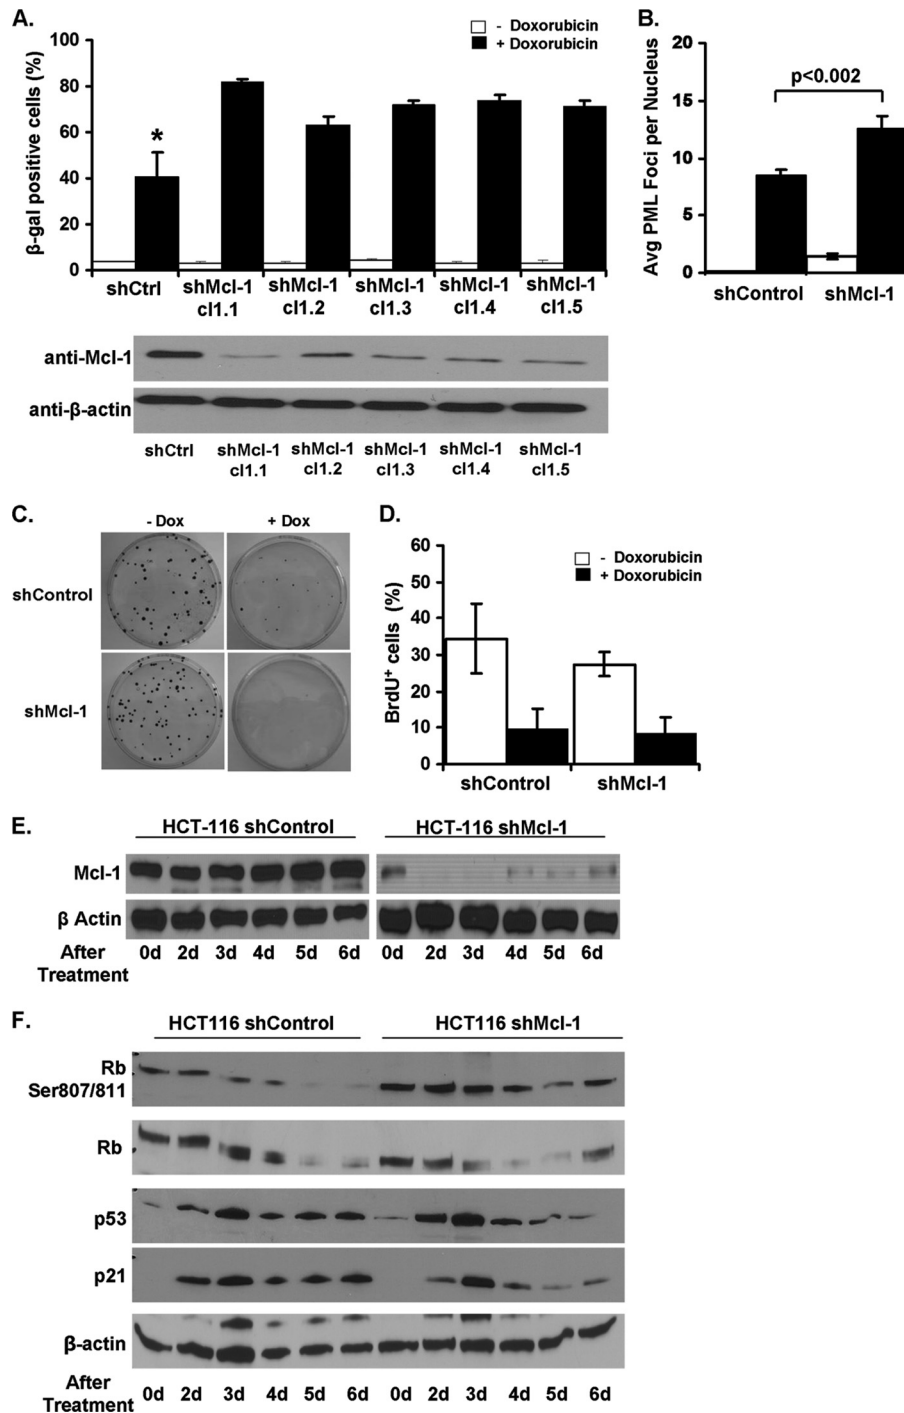 A.
- Doxorubicin
+ Doxorubicin
β-gal positive cells (%)
100
80
60
40
20
0
*
shCtrl
shMcl-1 cl1.1
shMcl-1 cl1.2
shMcl-1 cl1.3
shMcl-1 cl1.4
shMcl-1 cl1.5
anti-Mcl-1
anti-β-actin
shCtrl
shMcl-1 cl1.1
shMcl-1 cl1.2
shMcl-1 cl1.3
shMcl-1 cl1.4
shMcl-1 cl1.5
B.
Avg PML Foci per Nucleus
20
15
10
5
0
p<0.002
shControl
shMcl-1
C.
- Dox
+ Dox
shControl
shMcl-1
D.
- Doxorubicin
+ Doxorubicin
BrdU+ cells (%)
60
50
40
30
20
10
0
shControl
shMcl-1
E.
HCT-116 shControl
HCT-116 shMcl-1
Mcl-1
β Actin
After
Treatment
0d 2d 3d 4d 5d 6d 0d 2d 3d 4d 5d 6d
F.
HCT116 shControl
HCT116 shMcl-1
Rb
Ser807/811
Rb
p53
p21
β-actin
After
Treatment
0d 2d 3d 4d 5d 6d 0d 2d 3d 4d 5d 6d